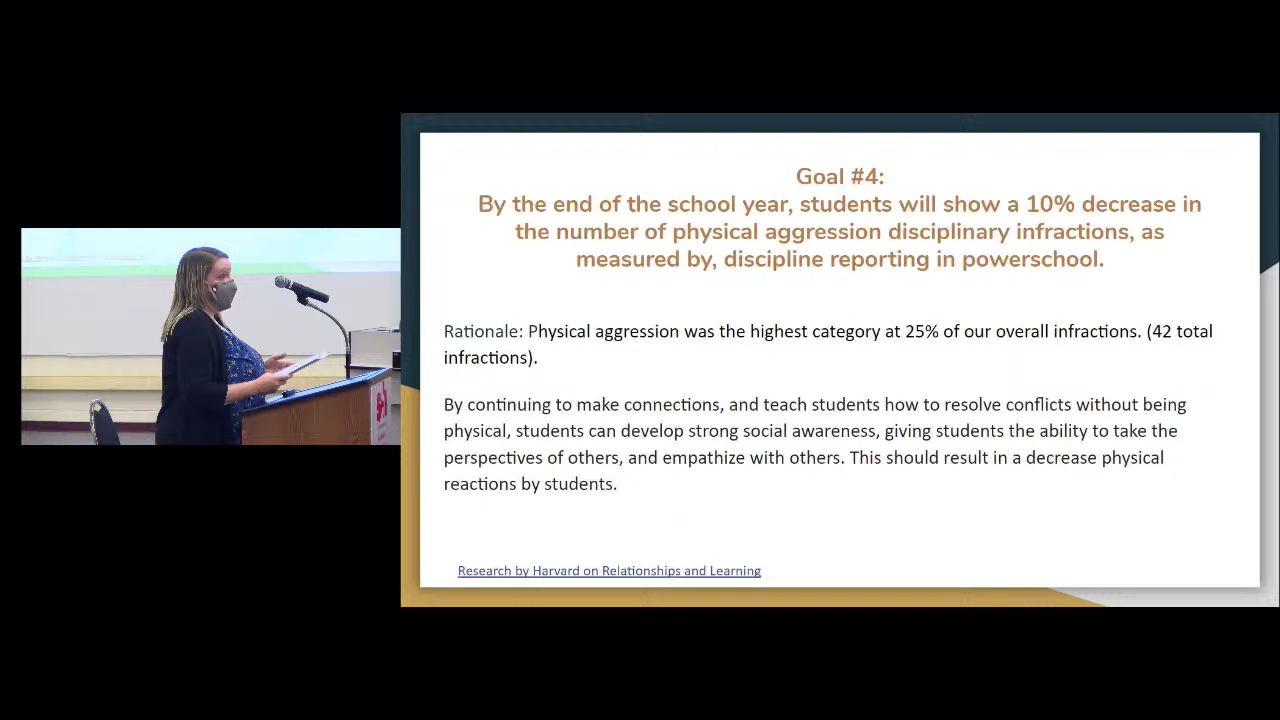 Goal #4:
By the end of the school year, students will show a 10% decrease in
the number of physical aggression disciplinary infractions, as
measured by, discipline reporting in powerschool.
Rationale: Physical aggression was the highest category at 25% of our overall infractions. (42 total
infractions).
By continuing to make connections, and teach students how to resolve conflicts without being
physical, students can develop strong social awareness, giving students the ability to take the
perspectives of others, and empathize with others. This should result in a decrease physical
reactions by students.
Research by Harvard on Relationships and Learning